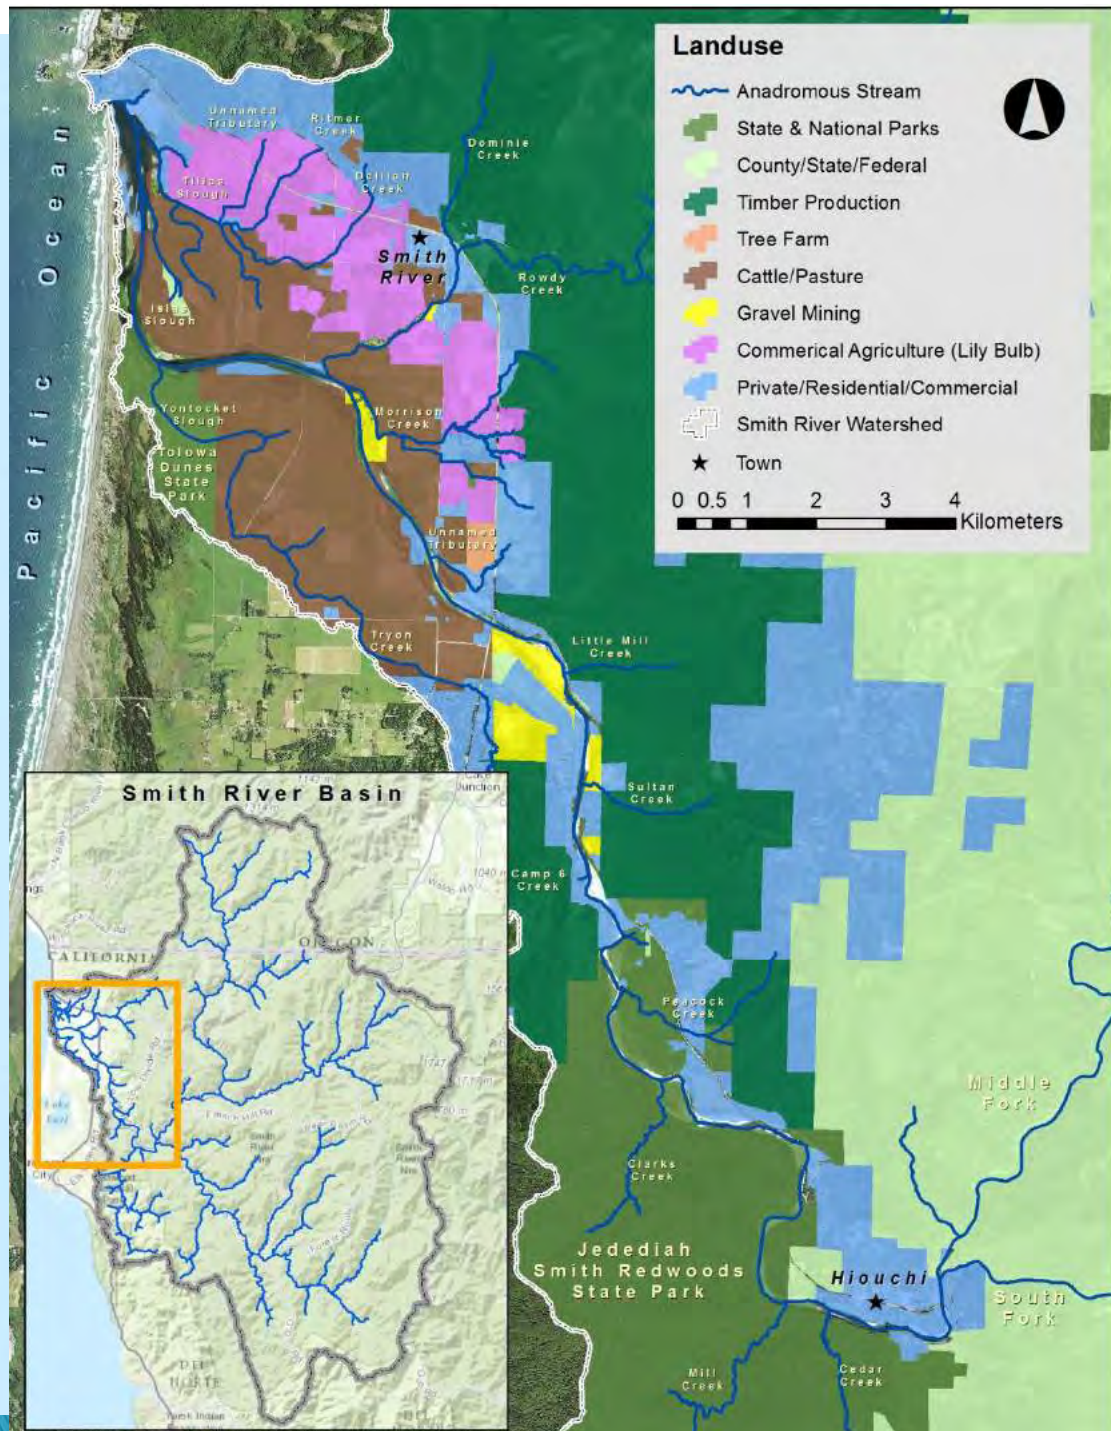 Landuse
Anadromous Stream
State & National Parks
County/State/Federal
Timber Production
Tree Farm
Cattle/Pasture
Gravel Mining
Commerical Agriculture (Lily Bulb)
Private/Residential/Commercial
Smith River Watershed
Town
0 0.5 1 2 3 4
Kilometers
Pacific Ocean
Unnamed
Tributary
Ritmer
Creek
Dominie
Creek
Tilias
Slough
Delilah
Creek
Smith
River
Rowdy
Creek
Islas
Slough
Yontocket
Slough
Morrison
Creek
Tolowa
Dunes
State
Park
Unnamed
Tributary
Tryon
Creek
Little Mill
Creek
Sultan
Creek
Camp 6
Creek
Peacock
Creek
Middle
Fork
Clarks
Creek
Jedediah
Smith Redwoods
State Park
Hiouchi
South
Fork
Mill
Creek
Cedar
Creek
Smith River Basin
Junction
OREGON
CALIFORNIA
City
DEL
NORTE